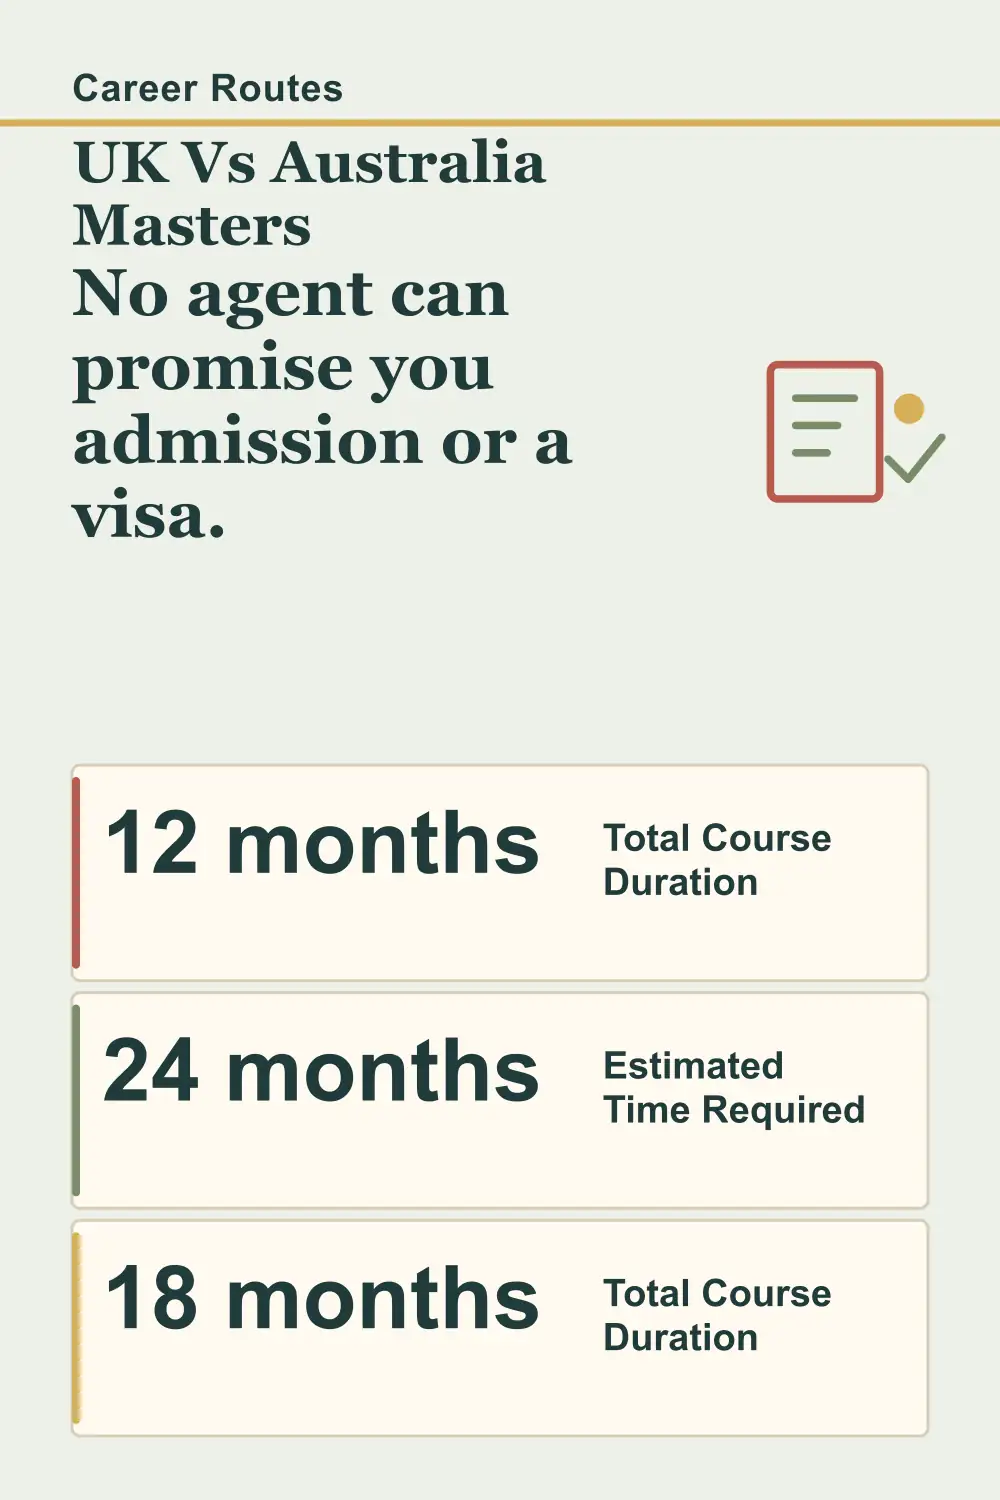 Career Routes
UK Vs Australia
Masters
No agent can
promise you
admission or a
visa.
12 months
Total Course
Duration
24 months
Estimated
Time Required
18 months
Total Course
Duration